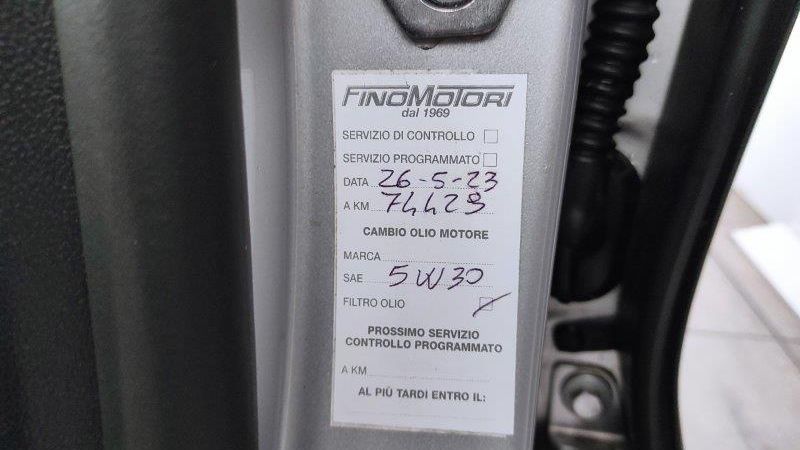 FINOMOTORI
dal 1969
SERVIZIO DI CONTROLLO
SERVIZIO PROGRAMMATO
DATA 26-5-23
A KM 74429
CAMBIO OLIO MOTORE
MARCA
SAE 5W30
FILTRO OLIO
PROSSIMO SERVIZIO
CONTROLLO PROGRAMMATO
A KM
AL PIÙ TARDI ENTRO IL: